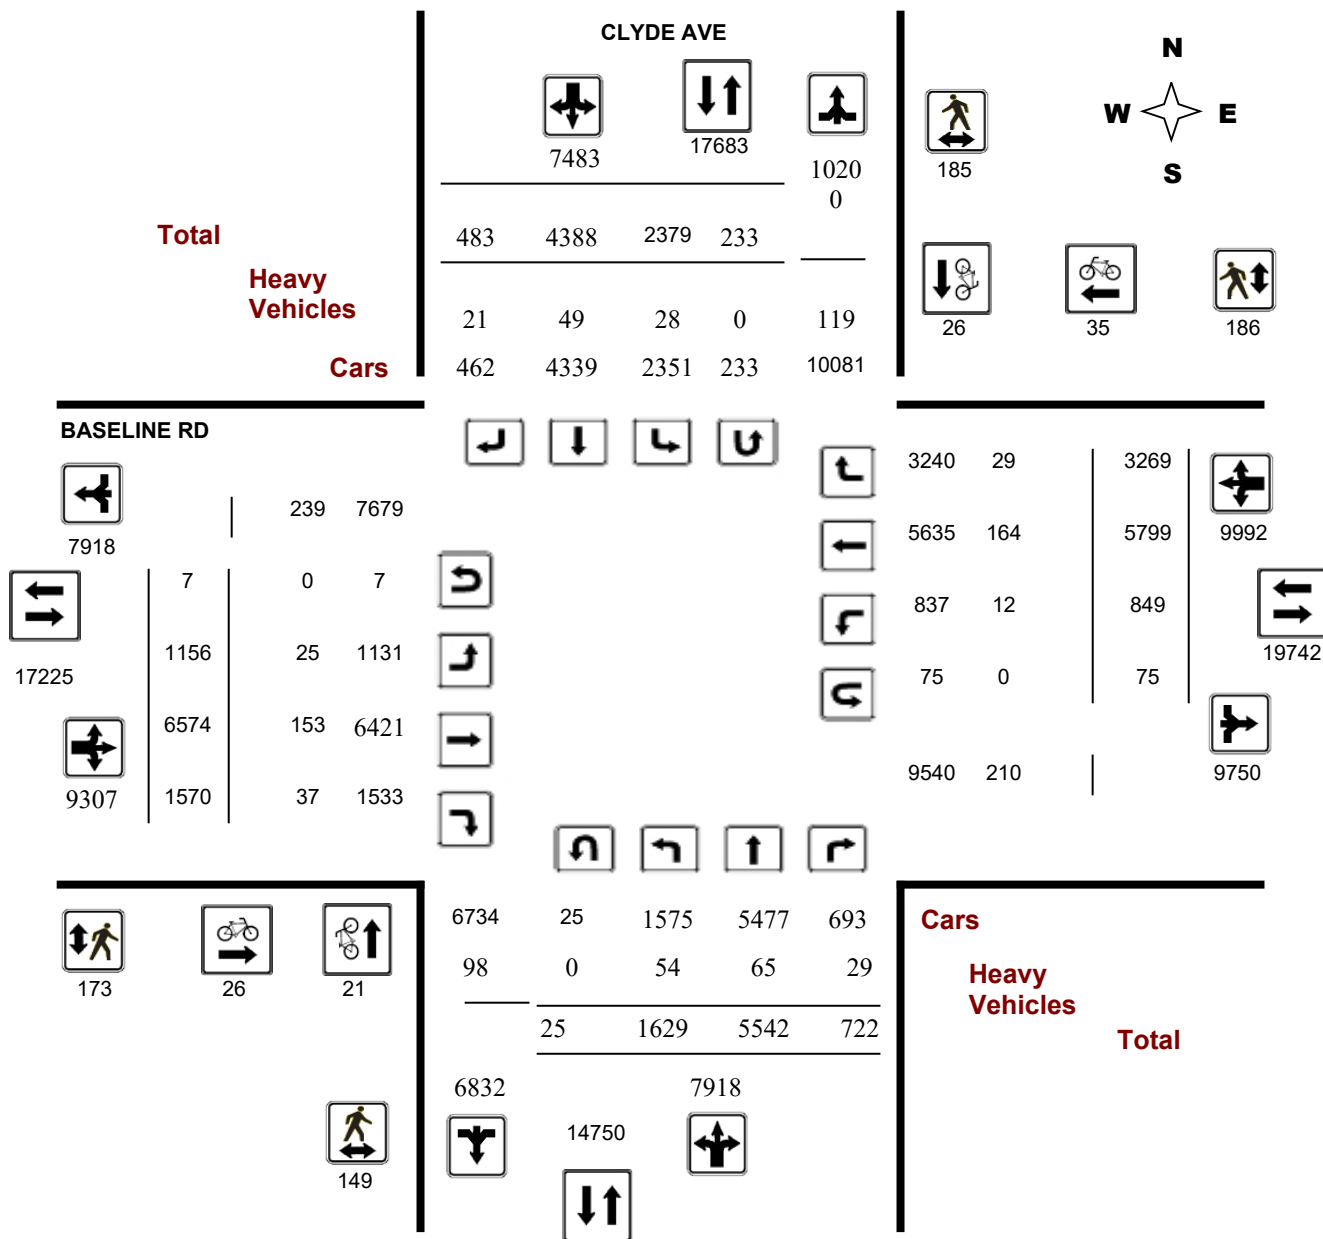 CLYDE AVE
N
W E
S
7483
17683
1020
0
185
Total
483 4388 2379 233
Heavy
Vehicles
21 49 28 0 119
26 35 186
Cars
462 4339 2351 233 10081
BASELINE RD
3240 29 3269
239 7679
7918
5635 164 5799 9992
7 0 7
837 12 849
1156 25 1131
17225
19742
75 0 75
6574 153 6421
9307
1570 37 1533
9540 210 9750
6734 25 1575 5477 693
Cars
98 0 54 65 29
Heavy
Vehicles
173 26 21
25 1629 5542 722
Total
6832 7918
14750
149